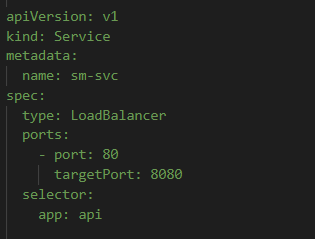 apiVersion: v1
kind: Service
metadata:
  name: sm-svc
spec:
  type: LoadBalancer
  ports:
    - port: 80
      targetPort: 8080
  selector:
    app: api